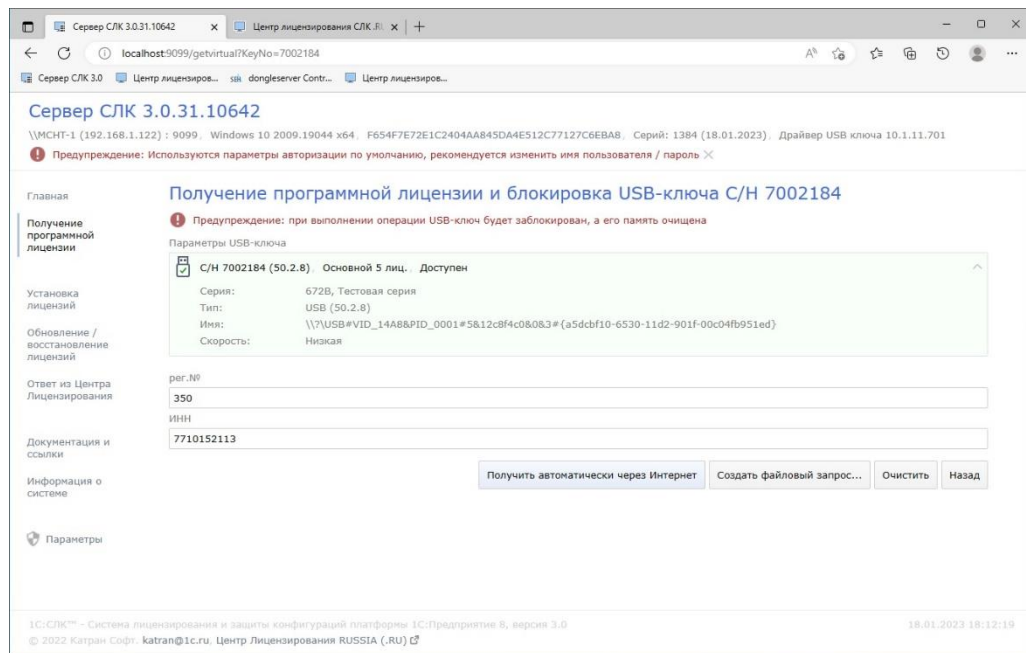 Сервер СЛК 3.0.31.10642
Центр лицензирования СЛК .RU
localhost:9099/getvirtual?KeyNo=7002184
Сервер СЛК 3.0
Центр лицензиров...
dongleserver Contr...
Центр лицензиров...
Сервер СЛК 3.0.31.10642
\\MCHT-1 (192.168.1.122) : 9099, Windows 10 2009.19044 x64, F654F7E72E1C2404AA845DA4E512C77127C6EBA8, Серий: 1384 (18.01.2023), Драйвер USB ключа 10.1.11.701
Предупреждение: Используются параметры авторизации по умолчанию, рекомендуется изменить имя пользователя / пароль
Главная
Получение
программной
лицензии
Установка
лицензий
Обновление /
восстановление
лицензий
Ответ из Центра
Лицензирования
Документация и
ссылки
Информация о
системе
Параметры
Получение программной лицензии и блокировка USB-ключа С/Н 7002184
Предупреждение: при выполнении операции USB-ключ будет заблокирован, а его память очищена
Параметры USB-ключа
С/Н 7002184 (50.2.8), Основной 5 лиц., Доступен
Серия: 672B, Тестовая серия
Тип: USB (50.2.8)
Имя: \\?\USB#VID_14A8&PID_0001#5&12c8f4c0&0&3#{a5dcbf10-6530-11d2-901f-00c04fb951ed}
Скорость: Низкая
рег.№
350
ИНН
7710152113
Получить автоматически через Интернет
Создать файловый запрос...
Очистить
Назад
1С:СЛК™ - Система лицензирования и защиты конфигураций платформы 1С:Предприятие 8, версия 3.0
18.01.2023 18:12:19
© 2022 Катран Софт, katran@1c.ru, Центр Лицензирования RUSSIA (.RU)